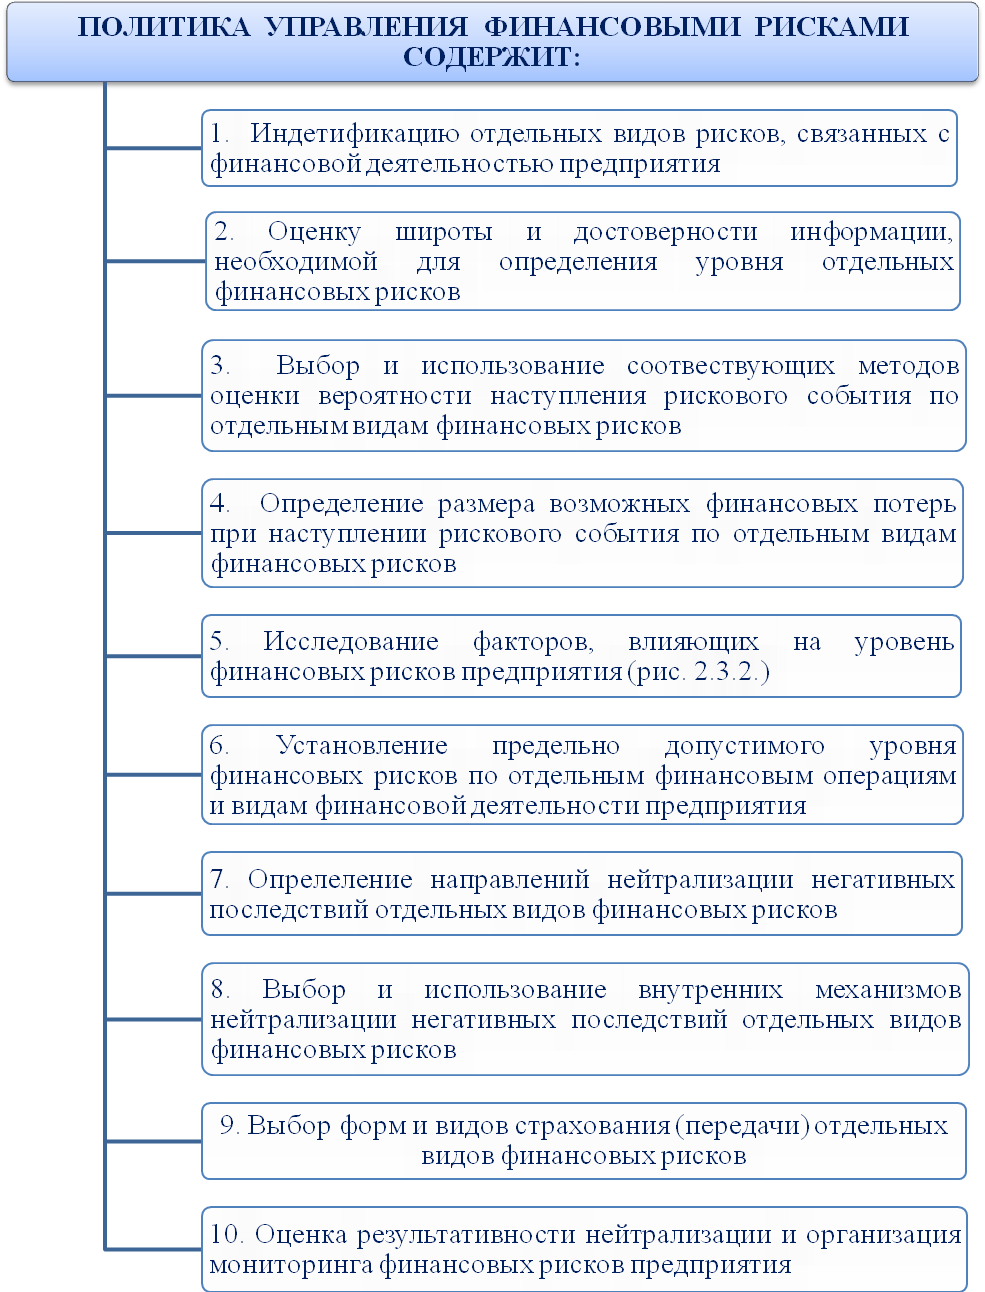 ПОЛИТИКА УПРАВЛЕНИЯ ФИНАНСОВЫМИ РИСКАМИ
СОДЕРЖИТ:
1. Индетификацию отдельных видов рисков, связанных с
финансовой деятельностью предприятия
2. Оценку широты и достоверности информации,
необходимой для определения уровня отдельных
финансовых рисков
3. Выбор и использование соотвествующих методов
оценки вероятности наступления рискового события по
отдельным видам финансовых рисков
4. Определение размера возможных финансовых потерь
при наступлении рискового события по отдельным видам
финансовых рисков
5. Исследование факторов, влияющих на уровень
финансовых рисков предприятия (рис. 2.3.2.)
6. Установление предельно допустимого уровня
финансовых рисков по отдельным финансовым операциям
и видам финансовой деятельности предприятия
7. Опрелеление направлений нейтрализации негативных
последствий отдельных видов финансовых рисков
8. Выбор и использование внутренних механизмов
нейтрализации негативных последствий отдельных видов
финансовых рисков
9. Выбор форм и видов страхования (передачи) отдельных
видов финансовых рисков
10. Оценка результативности нейтрализации и организация
мониторинга финансовых рисков предприятия